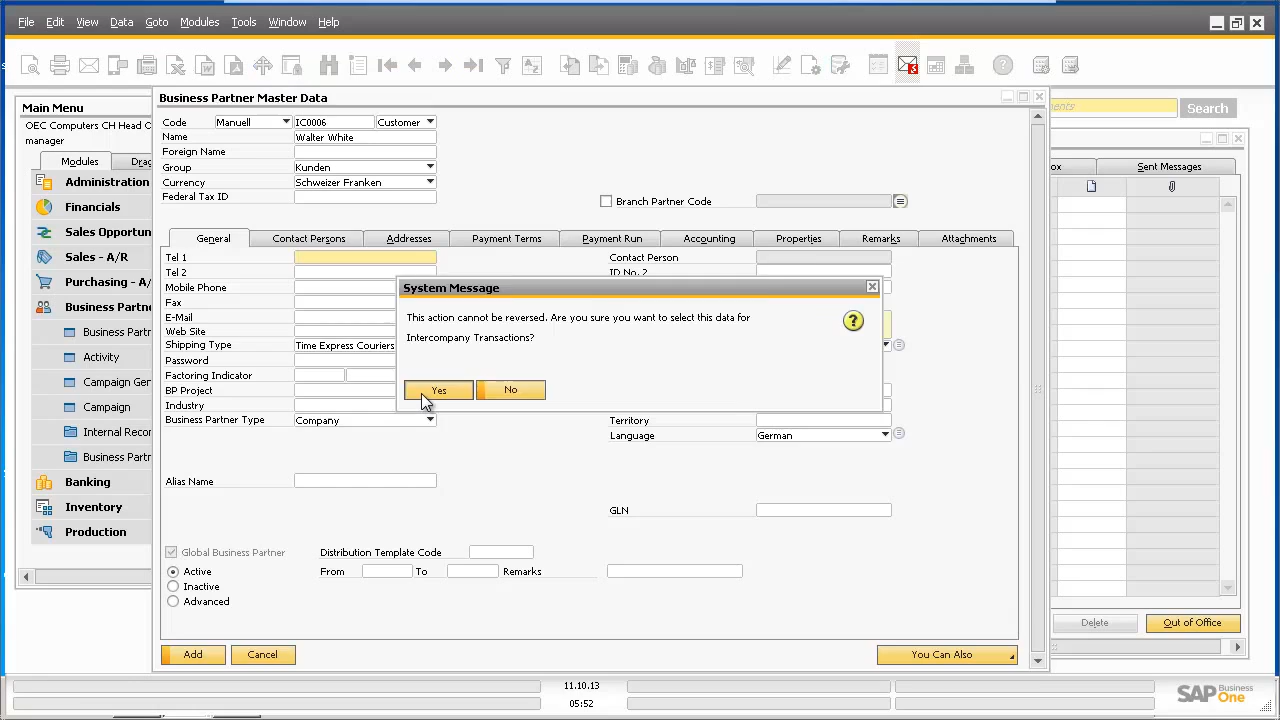 File Edit View Data Goto Modules Tools Window Help
Main Menu
OEC Computers CH Head O
manager
Modules
Drag
Administration
Financials
Sales Opportu
Sales - A/R
Purchasing - A/
Business Partn
Business Partr
Activity
Campaign Ger
Campaign
Internal Recor
Business Partr
Banking
Inventory
Production
Business Partner Master Data
Code Manuell IC0006 Customer
Name Walter White
Foreign Name
Group Kunden
Currency Schweizer Franken
Federal Tax ID
Branch Partner Code
General Contact Persons Addresses Payment Terms Payment Run Accounting Properties Remarks Attachments
Tel 1
Tel 2
Mobile Phone
Fax
E-Mail
Web Site
Shipping Type Time Express Couriers
Password
Factoring Indicator
BP Project
Industry
Business Partner Type Company
Alias Name
Contact Person
ID No. 2
Territory
Language German
GLN
System Message
This action cannot be reversed. Are you sure you want to select this data for
Intercompany Transactions?
Yes No
Global Business Partner Distribution Template Code
Active From To Remarks
Inactive
Advanced
Add Cancel You Can Also
ments Search
ox Sent Messages
Delete Out of Office
11.10.13
05:52
SAP Business One